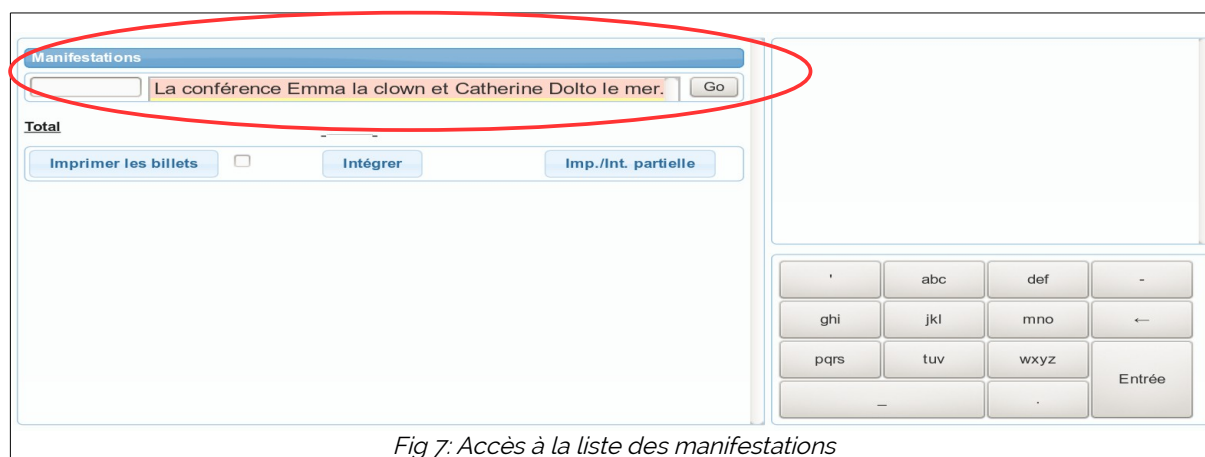 Manifestations
La conférence Emma la clown et Catherine Dolto le mer. Go
Total
Imprimer les billets Intégrer Imp./Int. partielle
' abc def -
ghi jkl mno ←
pqrs tuv wxyz
Entrée
_ .
Fig 7: Accès à la liste des manifestations